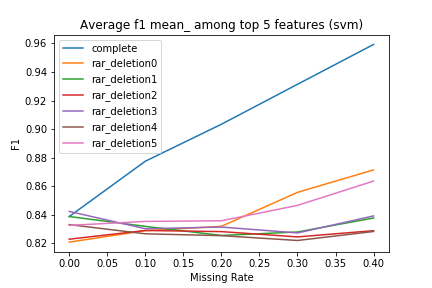 Average f1 mean_ among top 5 features (svm)
F1
0.96
0.94
0.92
0.90
0.88
0.86
0.84
0.82
complete
rar_deletion0
rar_deletion1
rar_deletion2
rar_deletion3
rar_deletion4
rar_deletion5
0.00 0.05 0.10 0.15 0.20 0.25 0.30 0.35 0.40
Missing Rate